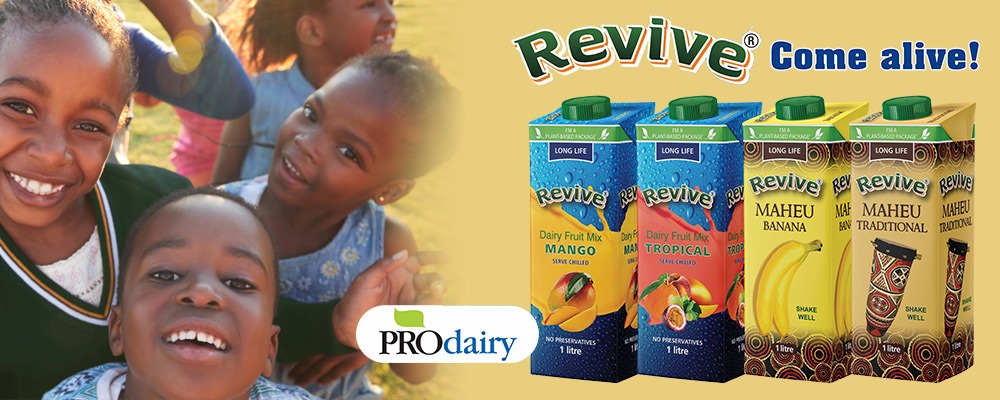 Revive® Come alive!
PROdairy
I'M A
PLANT-BASED PACKAGE
LONG LIFE
Revive®
Dairy Fruit Mix
MANGO
SERVE CHILLED
NO PRESERVATIVES
1 litre
I'M A
PLANT-BASED PACKAGE
LONG LIFE
Revive®
Dairy Fruit Mix
TROPICAL
SERVE CHILLED
NO PRESERVATIVES
1 litre
I'M A
PLANT-BASED PACKAGE
LONG LIFE
Revive®
MAHEU
BANANA
SHAKE
WELL
1 litre
I'M A
PLANT-BASED PACKAGE
LONG LIFE
Revive®
MAHEU
TRADITIONAL
SHAKE
WELL
1 litre
MAHEU
TRADITIONAL